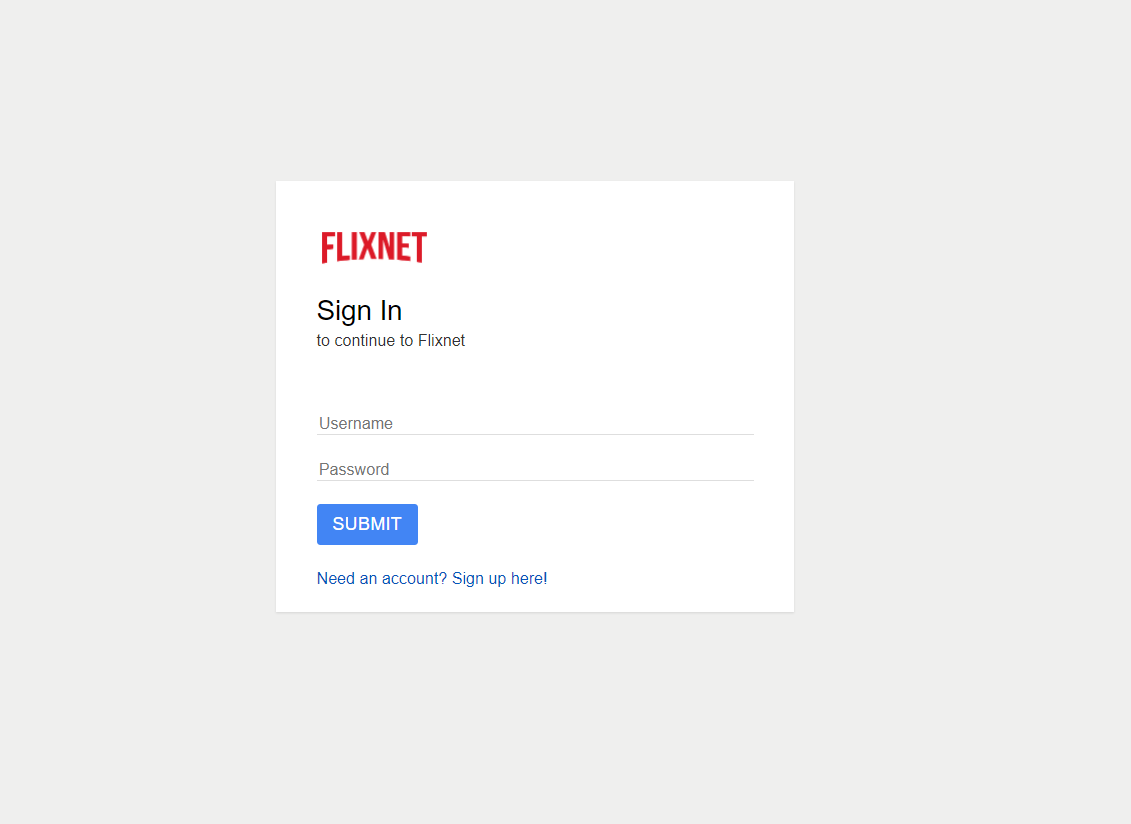 FLIXNET
Sign In
to continue to Flixnet
Username
Password
SUBMIT
Need an account? Sign up here!